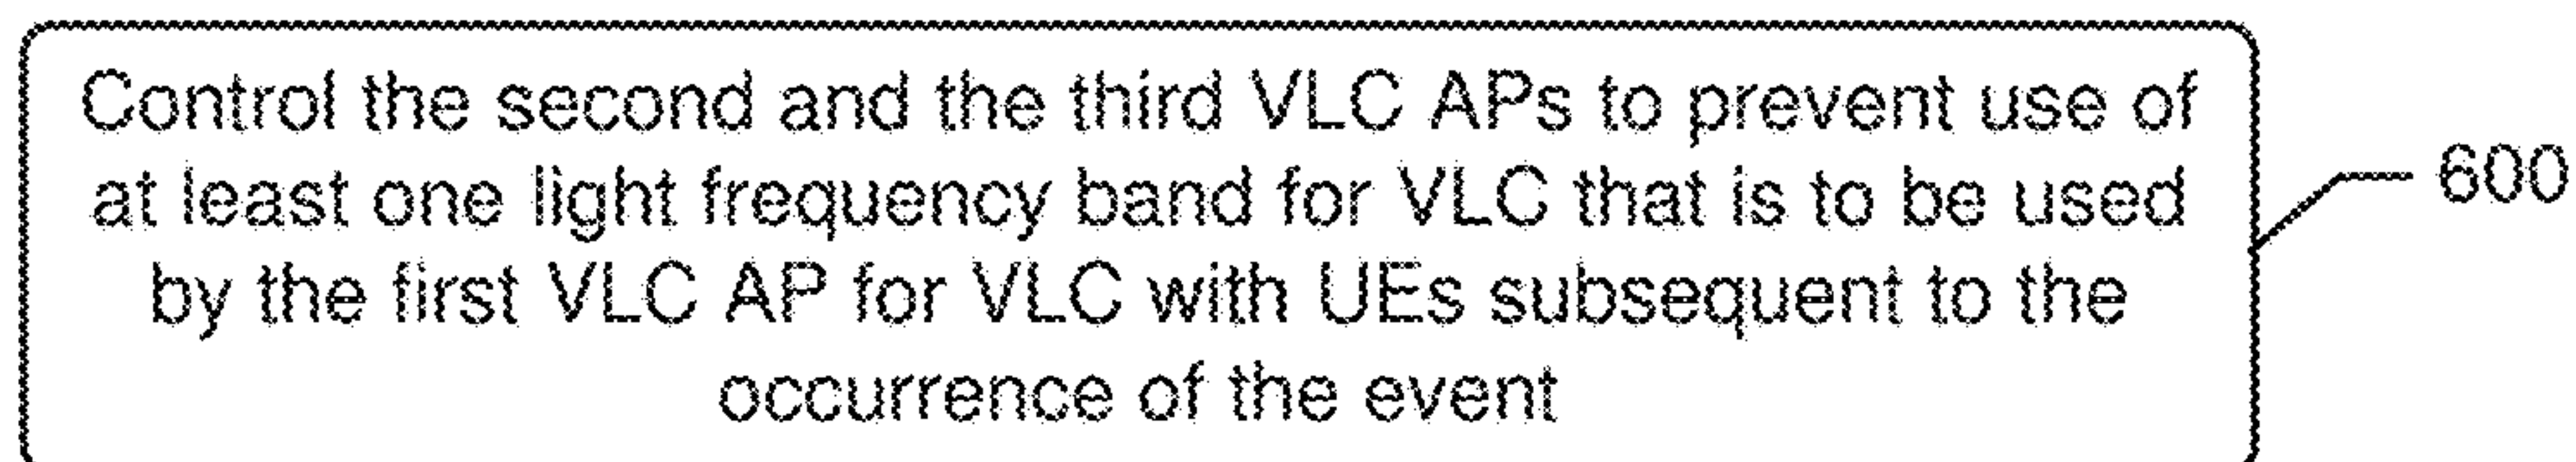 Control the second and the third VLC APs to prevent use of
at least one light frequency band for VLC that is to be used
by the first VLC AP for VLC with UEs subsequent to the
occurrence of the event
600